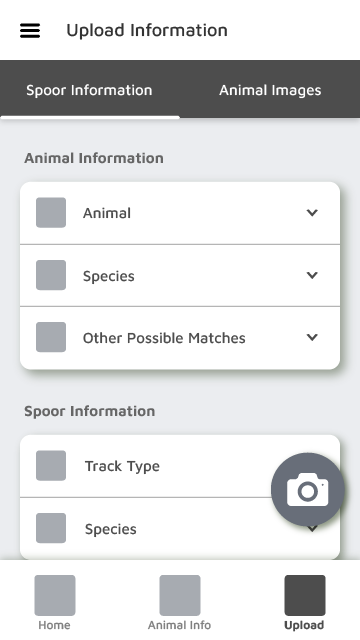 Upload Information
Spoor Information
Animal Images
Animal Information
Animal
Species
Other Possible Matches
Spoor Information
Track Type
Species
Home
Animal Info
Upload